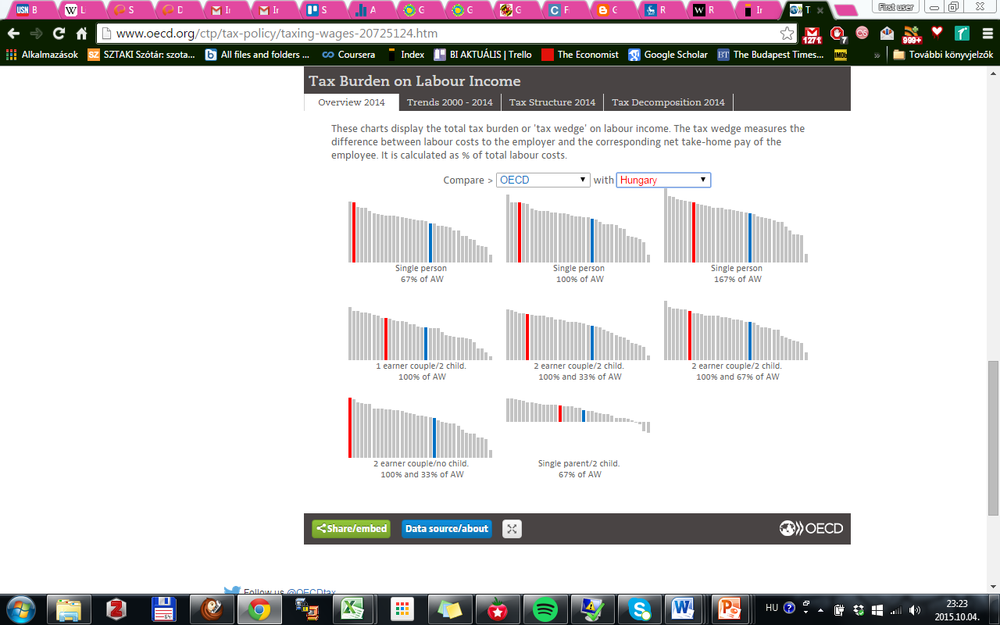 USN B
W L
S
D
Ir
Ir
S
A
G
G
G
C F
B C
R
W R
Ir
T
First user
www.oecd.org/ctp/tax-policy/taxing-wages-20725124.htm
1271
7
999+
Alkalmazások
SZ SZTAKI Szótár: szota...
b All files and folders ...
Coursera
Index
BI AKTUÁLIS | Trello
The Economist
Google Scholar
BT The Budapest Times...
IMDb
»
További könyvjelzők
Tax Burden on Labour Income
Overview 2014
Trends 2000 - 2014
Tax Structure 2014
Tax Decomposition 2014
These charts display the total tax burden or 'tax wedge' on labour income. The tax wedge measures the
difference between labour costs to the employer and the corresponding net take-home pay of the
employee. It is calculated as % of total labour costs.
Compare > OECD with Hungary
Single person
67% of AW
Single person
100% of AW
Single person
167% of AW
1 earner couple/2 child.
100% of AW
2 earner couple/2 child.
100% and 33% of AW
2 earner couple/2 child.
100% and 67% of AW
2 earner couple/no child.
100% and 33% of AW
Single parent/2 child.
67% of AW
Share/embed
Data source/about
OECD
Follow us @OECDtax
64
HU
23:23
2015.10.04.